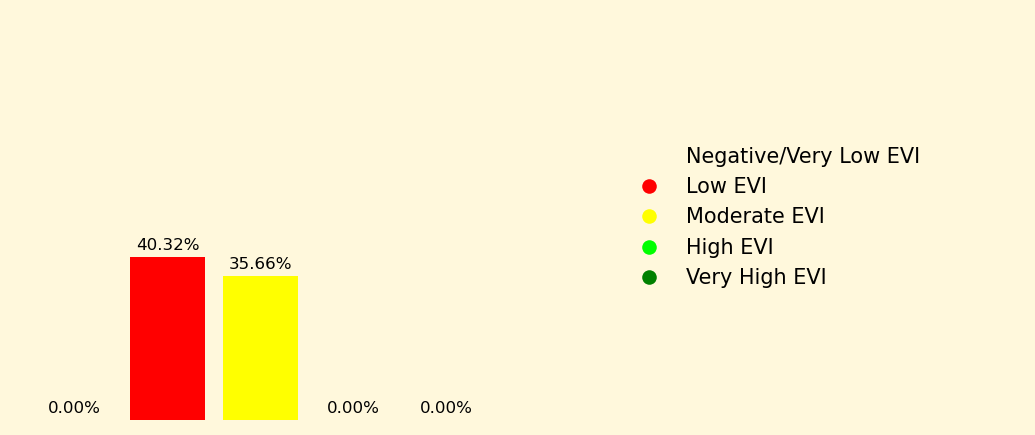 40.32%
35.66%
0.00%
0.00%
0.00%
Negative/Very Low EVI
Low EVI
Moderate EVI
High EVI
Very High EVI